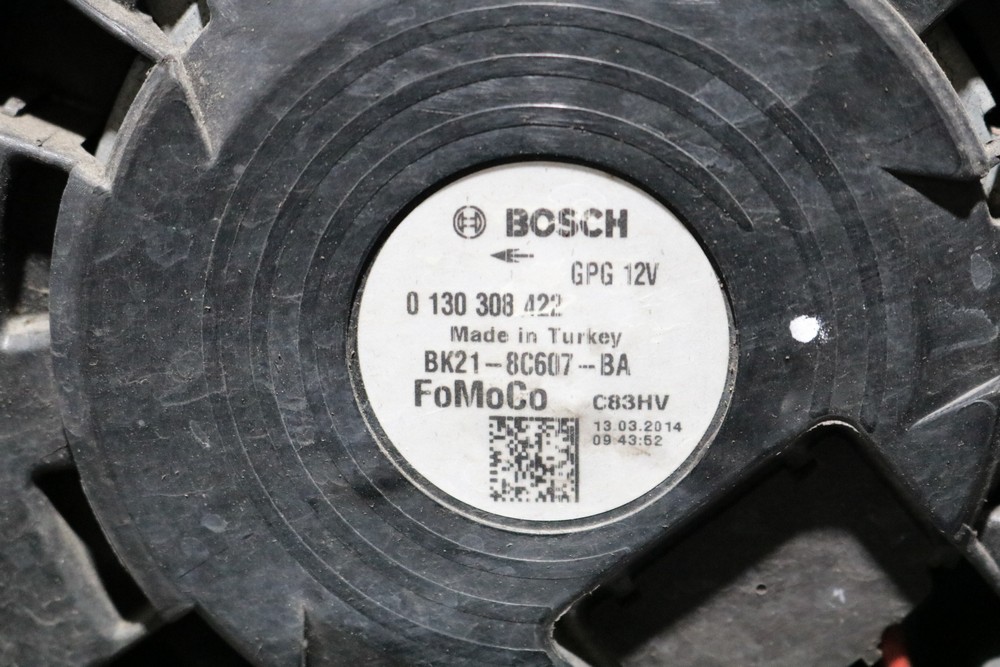 BOSCH
GPG 12V
0 130 308 422
Made in Turkey
BK21-8C607-BA
FoMoCo C83HV
13.03.2014
09:43:52